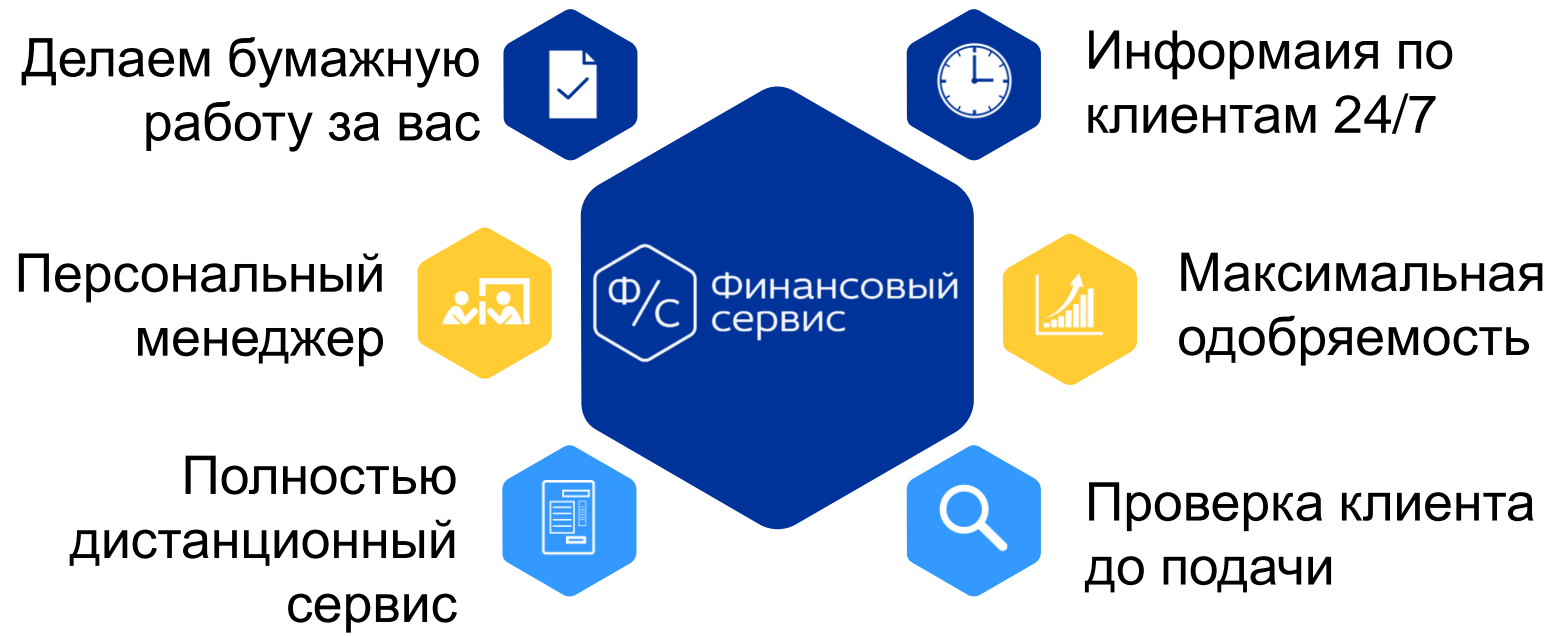 Делаем бумажную
работу за вас
Информаия по
клиентам 24/7
Персональный
менеджер
Ф/С
Финансовый
сервис
Максимальная
одобряемость
Полностью
дистанционный
сервис
Проверка клиента
до подачи